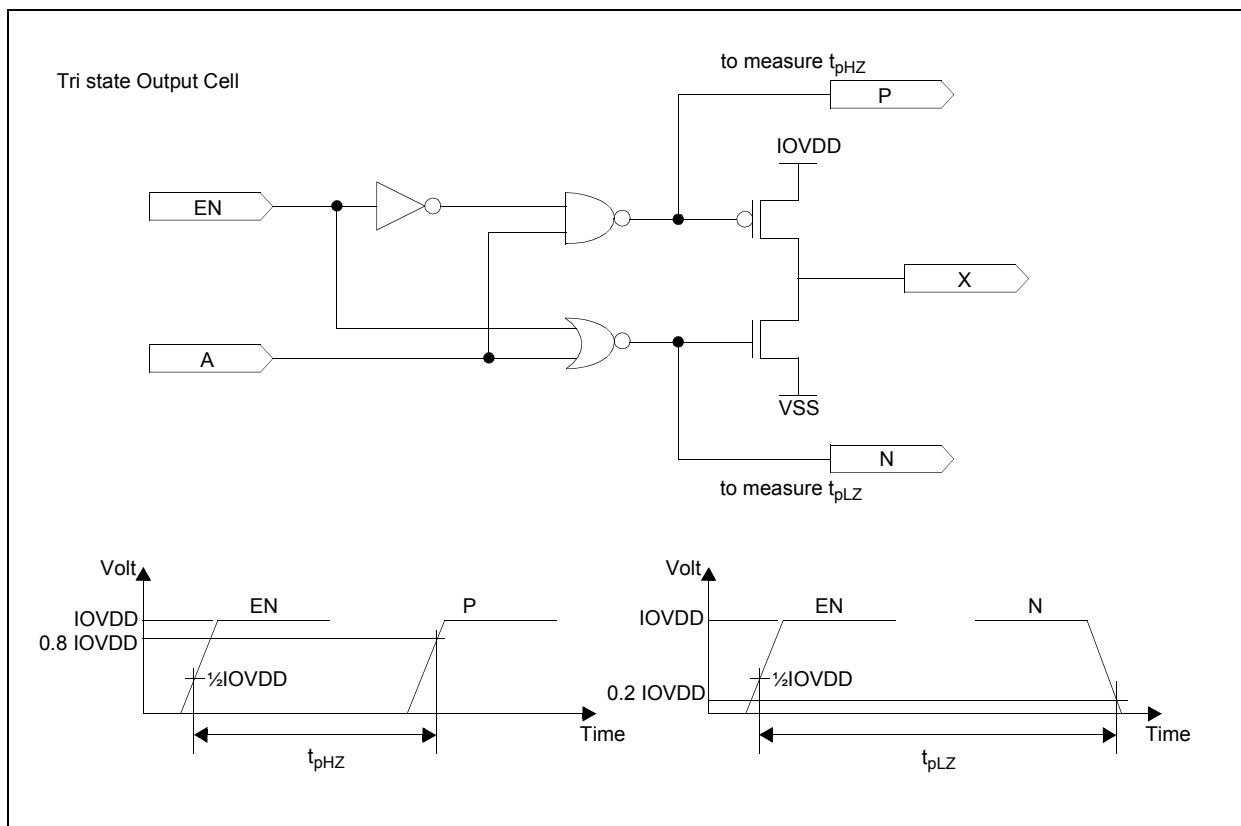 to measure tpHZ
Tri state Output Cell
P
IOVDD
EN
X
A
VSS
N
to measure tpLZ
Volt
IOVDD
EN
P
0.8 IOVDD
½IOVDD
Time
tpHZ
Volt
IOVDD
EN
N
½IOVDD
0.2 IOVDD
Time
tpLZ